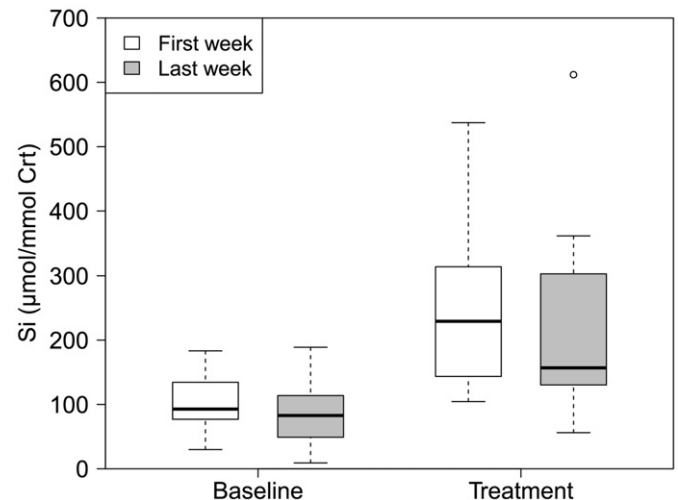 700
600
500
400
300
200
100
0
Si (µmol/mmol Crt)
First week
Last week
Baseline
Treatment